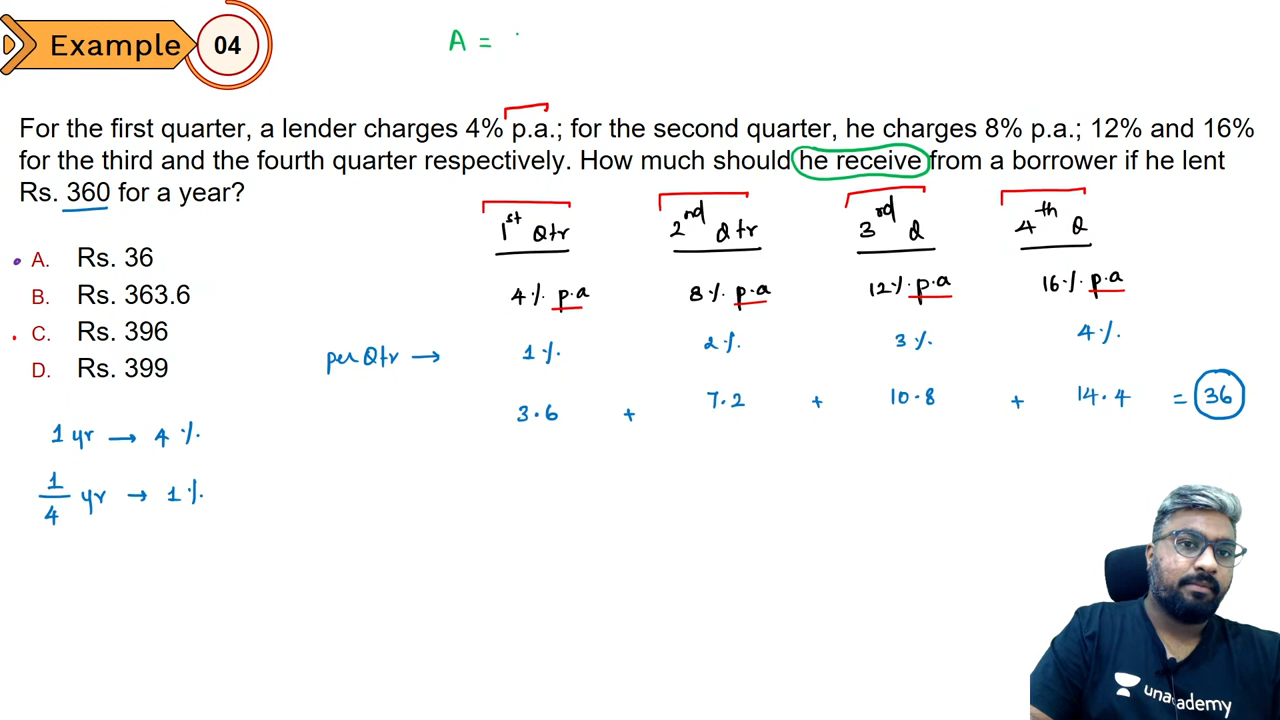 Example 04
A =
For the first quarter, a lender charges 4% p.a.; for the second quarter, he charges 8% p.a.; 12% and 16%
for the third and the fourth quarter respectively. How much should he receive from a borrower if he lent
Rs. 360 for a year?
1st Qtr 2nd Qtr 3rd Q 4th Q
A. Rs. 36
B. Rs. 363.6
C. Rs. 396
D. Rs. 399
4% p.a 8% p.a 12% p.a 16% p.a
per Qtr → 1% 2% 3% 4%
3.6 + 7.2 + 10.8 + 14.4 = 36
1 yr → 4%
1/4 yr → 1%
unacademy